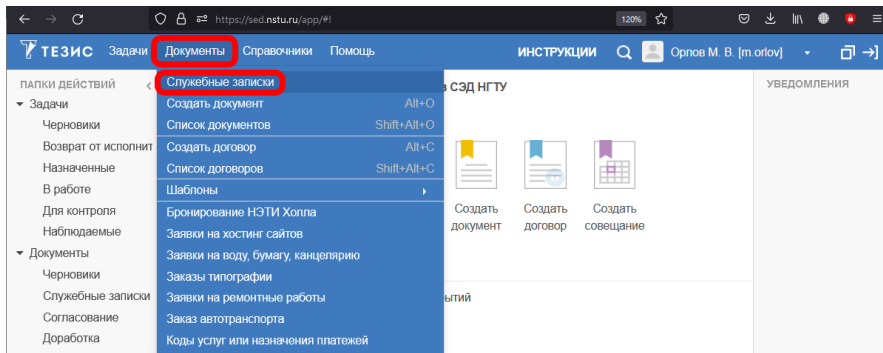 https://sed.nstu.ru/app/#!
120%
ТЕЗИС Задачи Документы Справочники Помощь ИНСТРУКЦИИ Орлов М. В. [m.orlov]
ПАПКИ ДЕЙСТВИЙ
Задачи
Черновики
Возврат от исполнит
Назначенные
В работе
Для контроля
Наблюдаемые
Документы
Черновики
Служебные записки
Согласование
Доработка
Служебные записки
Создать документ Alt+O
Список документов Shift+Alt+O
Создать договор Alt+C
Список договоров Shift+Alt+C
Шаблоны
Бронирование НЭТИ Холла
Заявки на хостинг сайтов
Заявки на воду, бумагу, канцелярию
Заказы типографии
Заявки на ремонтные работы
Заказ автотранспорта
Коды услуг или назначения платежей
в СЭД НГТУ
Создать документ
Создать договор
Создать совещание
ытий
УВЕДОМЛЕНИЯ